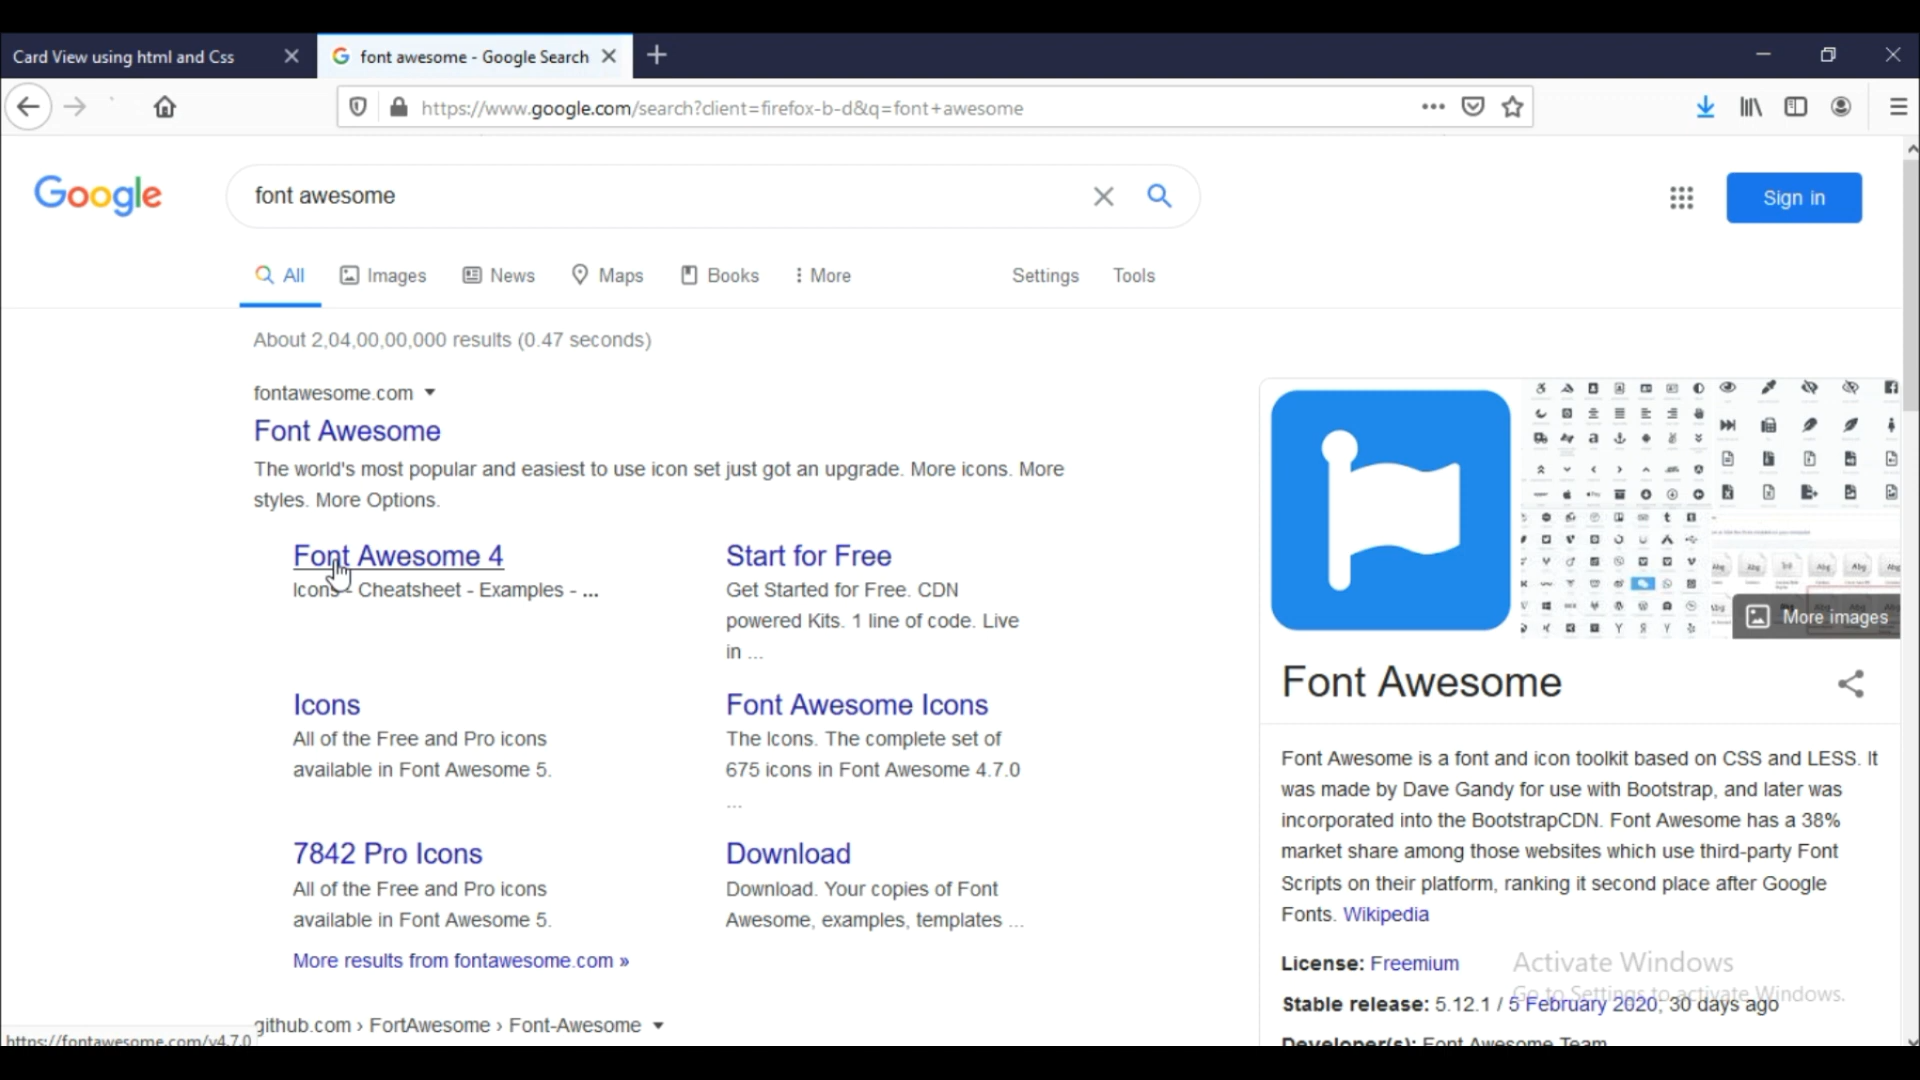 Card View using html and Css
font awesome - Google Search
https://www.google.com/search?client=firefox-b-d&q=font+awesome
Google
font awesome
Sign in
All
Images
News
Maps
Books
More
Settings
Tools
About 2,04,00,00,000 results (0.47 seconds)
fontawesome.com
Font Awesome
The world's most popular and easiest to use icon set just got an upgrade. More icons. More
styles. More Options.
Font Awesome 4
Icons - Cheatsheet - Examples - ...
Start for Free
Get Started for Free. CDN
powered Kits. 1 line of code. Live
in ...
Icons
All of the Free and Pro icons
available in Font Awesome 5.
Font Awesome Icons
The Icons. The complete set of
675 icons in Font Awesome 4.7.0
...
7842 Pro Icons
All of the Free and Pro icons
available in Font Awesome 5.
Download
Download. Your copies of Font
Awesome, examples, templates ...
More results from fontawesome.com »
github.com › FortAwesome › Font-Awesome
https://fontawesome.com/v4.7.0
More images
Font Awesome
Font Awesome is a font and icon toolkit based on CSS and LESS. It
was made by Dave Gandy for use with Bootstrap, and later was
incorporated into the BootstrapCDN. Font Awesome has a 38%
market share among those websites which use third-party Font
Scripts on their platform, ranking it second place after Google
Fonts. Wikipedia
License: Freemium
Activate Windows
Go to Settings to activate Windows.
Stable release: 5.12.1 / 5 February 2020, 30 days ago
Developer(s): Font Awesome Team